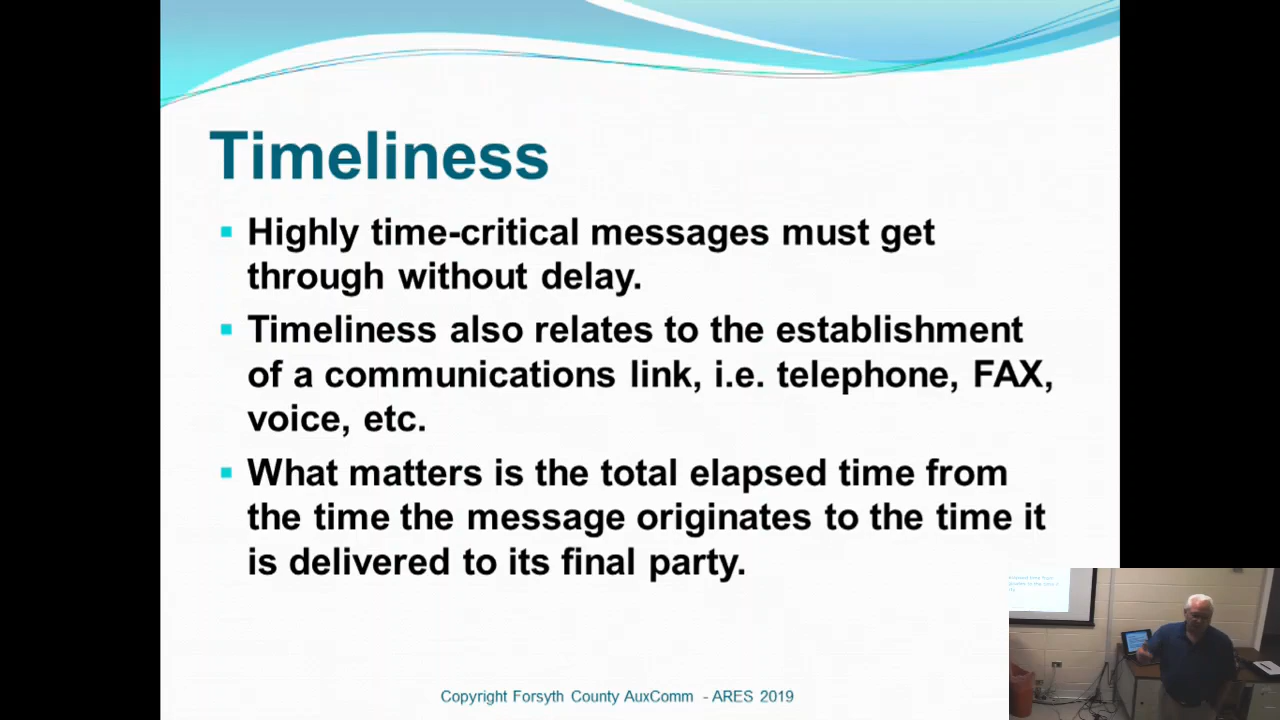 Timeliness
Highly time-critical messages must get
through without delay.
Timeliness also relates to the establishment
of a communications link, i.e. telephone, FAX,
voice, etc.
What matters is the total elapsed time from
the time the message originates to the time it
is delivered to its final party.
Copyright Forsyth County AuxComm - ARES 2019